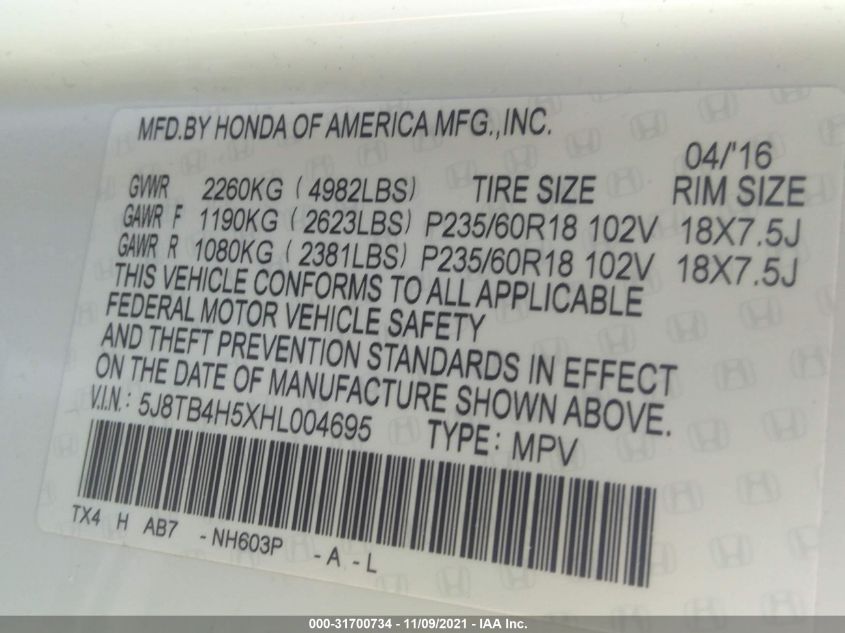 MFD.BY HONDA OF AMERICA MFG.,INC.
04/'16
GVWR 2260KG ( 4982LBS) TIRE SIZE RIM SIZE
GAWR F 1190KG ( 2623LBS) P235/60R18 102V 18X7.5J
GAWR R 1080KG ( 2381LBS) P235/60R18 102V 18X7.5J
THIS VEHICLE CONFORMS TO ALL APPLICABLE
FEDERAL MOTOR VEHICLE SAFETY
AND THEFT PREVENTION STANDARDS IN EFFECT
ON THE DATE OF MANUFACTURE SHOWN ABOVE.
V.I.N.: 5J8TB4H5XHL004695 TYPE: MPV
TX4 H AB7 -NH603P -A -L
000-31700734 - 11/09/2021 - IAA Inc.